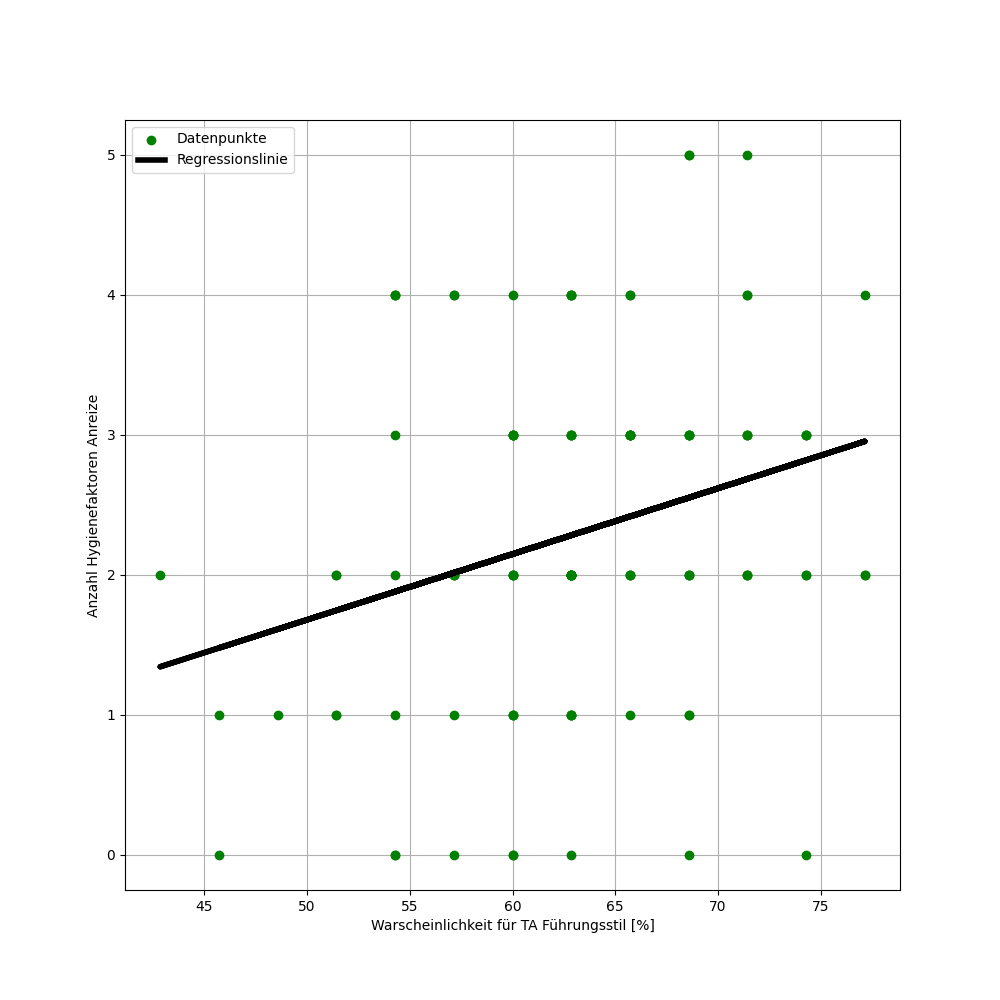 Datenpunkte
Regressionslinie
5
4
3
2
1
0
Anzahl Hygienefaktoren Anreize
45 50 55 60 65 70 75
Warscheinlichkeit für TA Führungsstil [%]